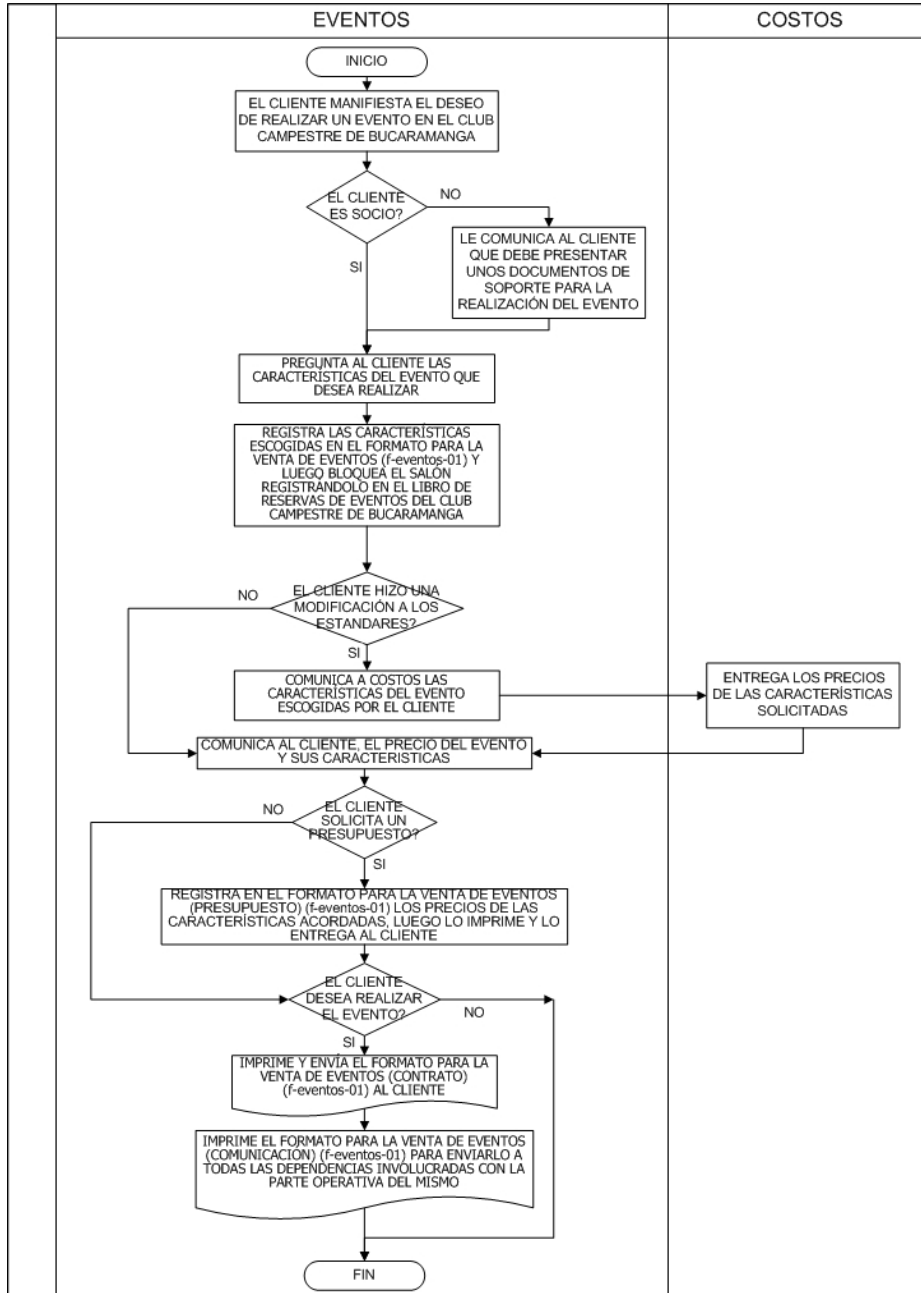 EVENTOS
COSTOS
INICIO
EL CLIENTE MANIFIESTA EL DESEO
DE REALIZAR UN EVENTO EN EL CLUB
CAMPESTRE DE BUCARAMANGA
EL CLIENTE
ES SOCIO?
NO
SI
LE COMUNICA AL CLIENTE
QUE DEBE PRESENTAR
UNOS DOCUMENTOS DE
SOPORTE PARA LA
REALIZACIÓN DEL EVENTO
PREGUNTA AL CLIENTE LAS
CARACTERÍSTICAS DEL EVENTO QUE
DESEA REALIZAR
REGISTRA LAS CARACTERÍSTICAS
ESCOGIDAS EN EL FORMATO PARA LA
VENTA DE EVENTOS (f-eventos-01) Y
LUEGO BLOQUEA EL SALÓN
REGISTRÁNDOLO EN EL LIBRO DE
RESERVAS DE EVENTOS DEL CLUB
CAMPESTRE DE BUCARAMANGA
EL CLIENTE HIZO UNA
MODIFICACIÓN A LOS
ESTANDARES?
NO
SI
COMUNICA A COSTOS LAS
CARACTERÍSTICAS DEL EVENTO
ESCOGIDAS POR EL CLIENTE
ENTREGA LOS PRECIOS
DE LAS CARACTERÍSTICAS
SOLICITADAS
COMUNICA AL CLIENTE, EL PRECIO DEL EVENTO
Y SUS CARACTERISTICAS
EL CLIENTE
SOLICITA UN
PRESUPUESTO?
NO
SI
REGISTRA EN EL FORMATO PARA LA VENTA DE EVENTOS
(PRESUPUESTO) (f-eventos-01) LOS PRECIOS DE LAS
CARACTERÍSTICAS ACORDADAS, LUEGO LO IMPRIME Y LO
ENTREGA AL CLIENTE
EL CLIENTE
DESEA REALIZAR
EL EVENTO?
NO
SI
IMPRIME Y ENVÍA EL FORMATO PARA LA
VENTA DE EVENTOS (CONTRATO)
(f-eventos-01) AL CLIENTE
IMPRIME EL FORMATO PARA LA VENTA DE EVENTOS
(COMUNICACIÓN) (f-eventos-01) PARA ENVIARLO A
TODAS LAS DEPENDENCIAS INVOLUCRADAS CON LA
PARTE OPERATIVA DEL MISMO
FIN